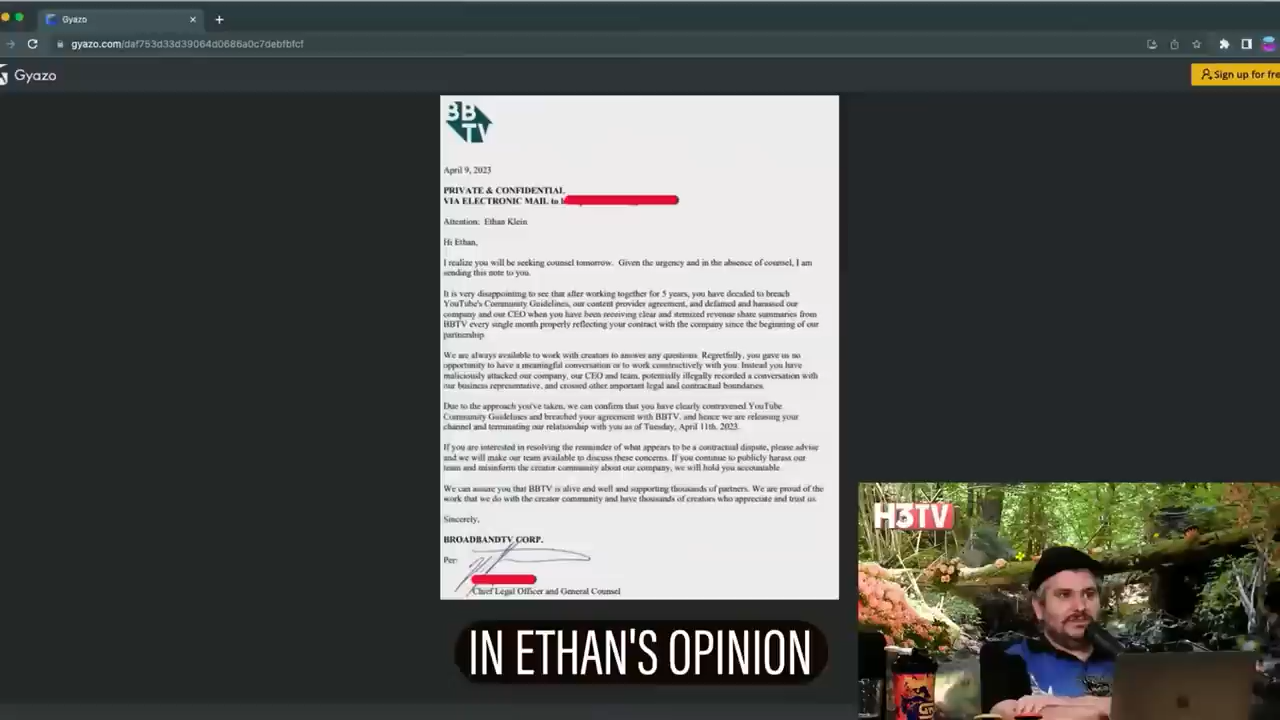 Gyazo
gyazo.com/daf753d33d39064d0686a0c7debfbfcf
Gyazo
Sign up for fre
BB
TV
April 9, 2023
PRIVATE & CONFIDENTIAL
VIA ELECTRONIC MAIL to
Attention: Ethan Klein
Hi Ethan,
I realize you will be seeking counsel tomorrow. Given the urgency and in the absence of counsel, I am
sending this note to you.
It is very disappointing to see that after working together for 5 years, you have decided to breach
YouTube's Community Guidelines, our content provider agreement, and defamed and harassed our
company and our CEO when you have been receiving clear and itemized revenue share summaries from
BBTV every single month properly reflecting your contract with the company since the beginning of our
partnership.
We are always available to work with creators to answer any questions. Regretfully, you gave us no
opportunity to have a meaningful conversation or to work constructively with you. Instead you have
maliciously attacked our company, our CEO and team, potentially illegally recorded a conversation with
our business representative, and crossed other important legal and contractual boundaries.
Due to the approach you've taken, we can confirm that you have clearly contravened YouTube
Community Guidelines and breached your agreement with BBTV, and hence we are releasing your
channel and terminating our relationship with you as of Tuesday, April 11th, 2023.
If you are interested in resolving the remainder of what appears to be a contractual dispute, please advise
and we will make our team available to discuss these concerns. If you continue to publicly harass our
team and misinform the creator community about our company, we will hold you accountable.
We can assure you that BBTV is alive and well and supporting thousands of partners. We are proud of the
work that we do with the creator community and have thousands of creators who appreciate and trust us.
Sincerely,
BROADBANDTV CORP.
Per:
Chief Legal Officer and General Counsel
H3TV
IN ETHAN'S OPINION